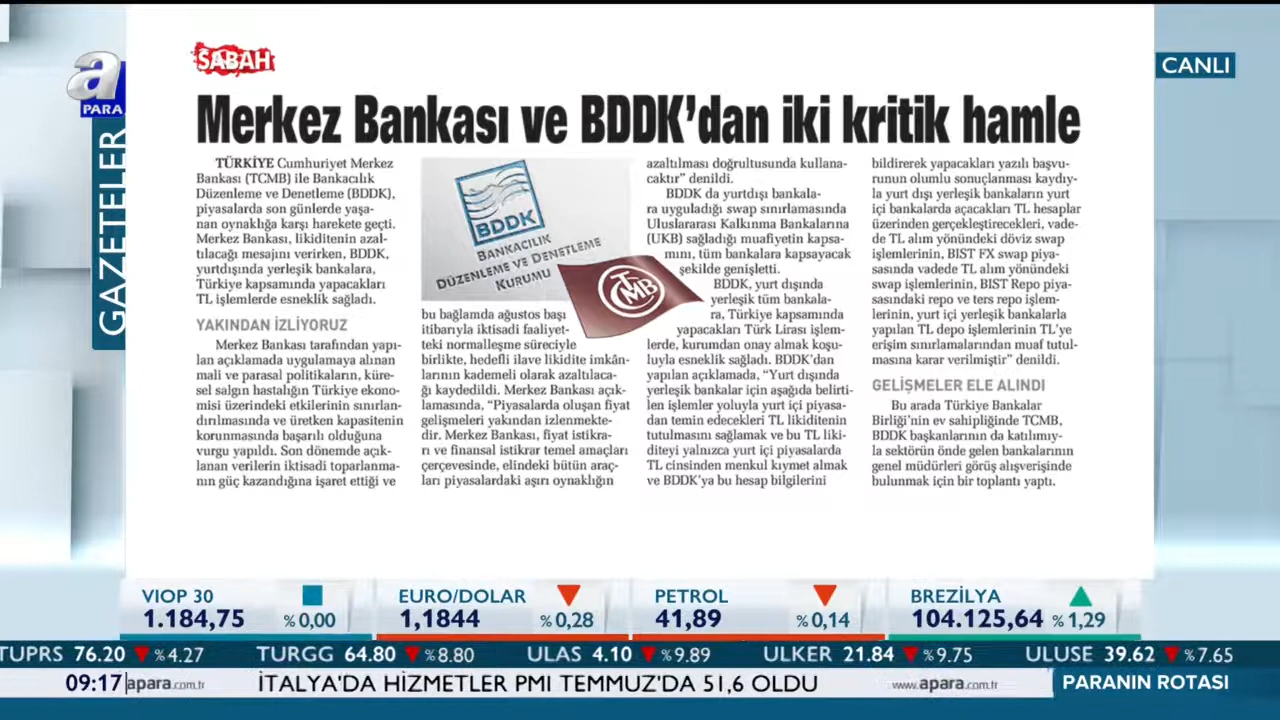 SABAH
a
PARA
CANLI
GAZETELER
Merkez Bankası ve BDDK'dan iki kritik hamle
TÜRKİYE Cumhuriyet Merkez
Bankası (TCMB) ile Bankacılık
Düzenleme ve Denetleme (BDDK),
piyasalarda son günlerde yaşa-
nan oynaklığa karşı harekete geçti.
Merkez Bankası, likiditenin azal-
tılacağı mesajını verirken, BDDK,
yurtdışında yerleşik bankalara,
Türkiye kapsamında yapacakları
TL işlemlerde esneklik sağladı.
YAKINDAN İZLİYORUZ
Merkez Bankası tarafından yapı-
lan açıklamada uygulamaya alınan
mali ve parasal politikaların, küre-
sel salgın hastalığın Türkiye ekono-
misi üzerindeki etkilerinin sınırlan-
dırılmasında ve üretken kapasitenin
korunmasında başarılı olduğuna
vurgu yapıldı. Son dönemde açık-
lanan verilerin iktisadi toparlanma-
nın güç kazandığına işaret ettiği ve
BDDK
BANKACILIK
DÜZENLEME VE DENETLEME
KURUMU
TCMB
bu bağlamda ağustos başı
itibarıyla iktisadi faaliyet-
teki normalleşme süreciyle
birlikte, hedefli ilave likidite imkân-
larının kademeli olarak azaltılaca-
ğı kaydedildi. Merkez Bankası açık-
lamasında, “Piyasalarda oluşan fiyat
gelişmeleri yakından izlenmekte-
dir. Merkez Bankası, fiyat istikra-
rı ve finansal istikrar temel amaçları
çerçevesinde, elindeki bütün araç-
ları piyasalardaki aşırı oynaklığın
azaltılması doğrultusunda kullana-
caktır” denildi.
BDDK da yurtdışı bankala-
ra uyguladığı swap sınırlamasında
Uluslararası Kalkınma Bankalarına
(UKB) sağladığı muafiyetin kapsa-
mını, tüm bankalara kapsayacak
şekilde genişletti.
BDDK, yurt dışında
yerleşik tüm bankala-
ra, Türkiye kapsamında
yapacakları Türk Lirası işlem-
lerde, kurumdan onay almak koşu-
luyla esneklik sağladı. BDDK'dan
yapılan açıklamada, “Yurt dışında
yerleşik bankalar için aşağıda belirti-
len işlemler yoluyla yurt içi piyasa-
dan temin edecekleri TL likiditenin
tutulmasını sağlamak ve bu TL liki-
diteyi yalnızca yurt içi piyasalarda
TL cinsinden menkul kıymet almak
ve BDDK'ya bu hesap bilgilerini
bildirerek yapacakları yazılı başvu-
runun olumlu sonuçlanması kaydıy-
la yurt dışı yerleşik bankaların yurt
içi bankalarda açacakları TL hesaplar
üzerinden gerçekleştirecekleri, vade-
de TL alım yönündeki döviz swap
işlemlerinin, BIST FX swap piya-
sasında vadede TL alım yönündeki
swap işlemlerinin, BIST Repo piya-
sasındaki repo ve ters repo işlem-
lerinin, yurt içi yerleşik bankalarla
yapılan TL depo işlemlerinin TL'ye
erişim sınırlamasından muaf tutul-
masına karar verilmiştir” denildi.
GELİŞMELER ELE ALINDI
Bu arada Türkiye Bankalar
Birliği'nin ev sahipliğinde TCMB,
BDDK başkanlarının da katılımıy-
la sektörün önde gelen bankalarının
genel müdürleri görüş alışverişinde
bulunmak için bir toplantı yaptı.
VIOP 30
1.184,75 %0,00
EURO/DOLAR
1,1844 %0,28
PETROL
41,89 %0,14
BREZİLYA
104.125,64 %1,29
TUPRS 76.20 %4.27 TURGG 64.80 %8.80 ULAS 4.10 %9.89 ULKER 21.84 %9.75 ULUSE 39.62 %7.65
09:17 apara.com.tr İTALYA'DA HİZMETLER PMI TEMMUZ'DA 51,6 OLDU www.apara.com.tr PARANIN ROTASI